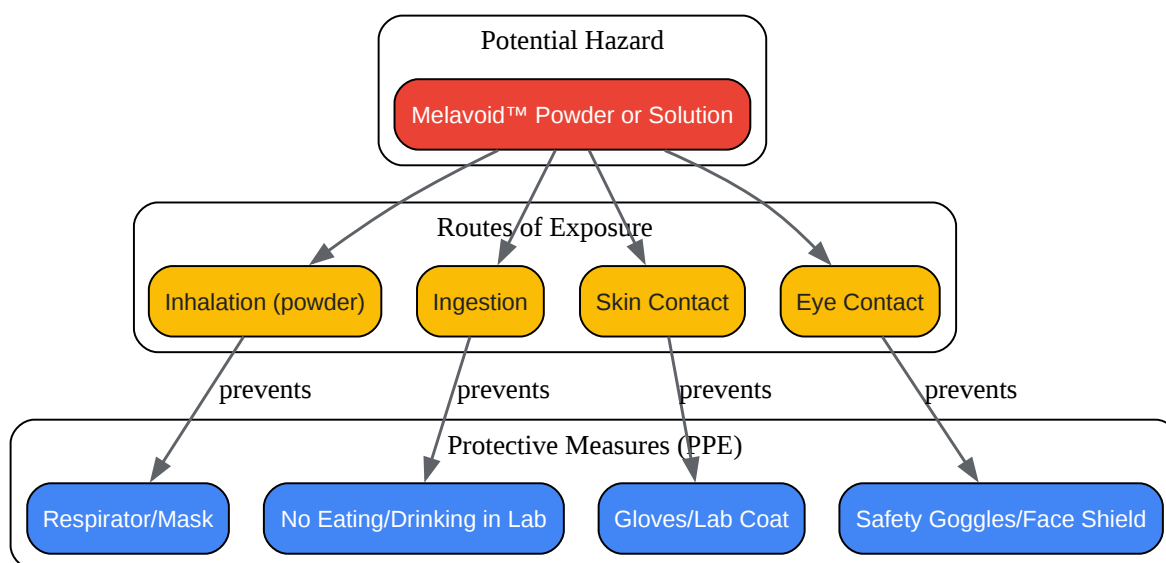 Potential Hazard
Melavoid™ Powder or Solution
Routes of Exposure
Inhalation (powder)
Ingestion
Skin Contact
Eye Contact
prevents
prevents
prevents
prevents
Protective Measures (PPE)
Respirator/Mask
No Eating/Drinking in Lab
Gloves/Lab Coat
Safety Goggles/Face Shield